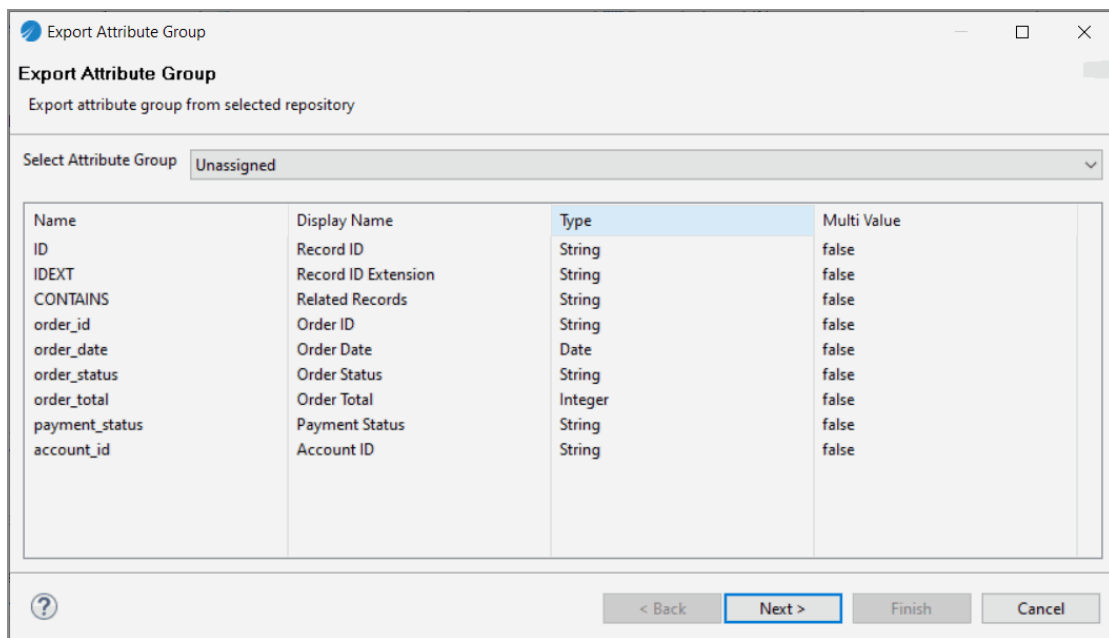 Export Attribute Group
Export Attribute Group
Export attribute group from selected repository
Select Attribute Group Unassigned
Name Display Name Type Multi Value
ID Record ID String false
IDEXT Record ID Extension String false
CONTAINS Related Records String false
order_id Order ID String false
order_date Order Date Date false
order_status Order Status String false
order_total Order Total Integer false
payment_status Payment Status String false
account_id Account ID String false
? < Back Next > Finish Cancel